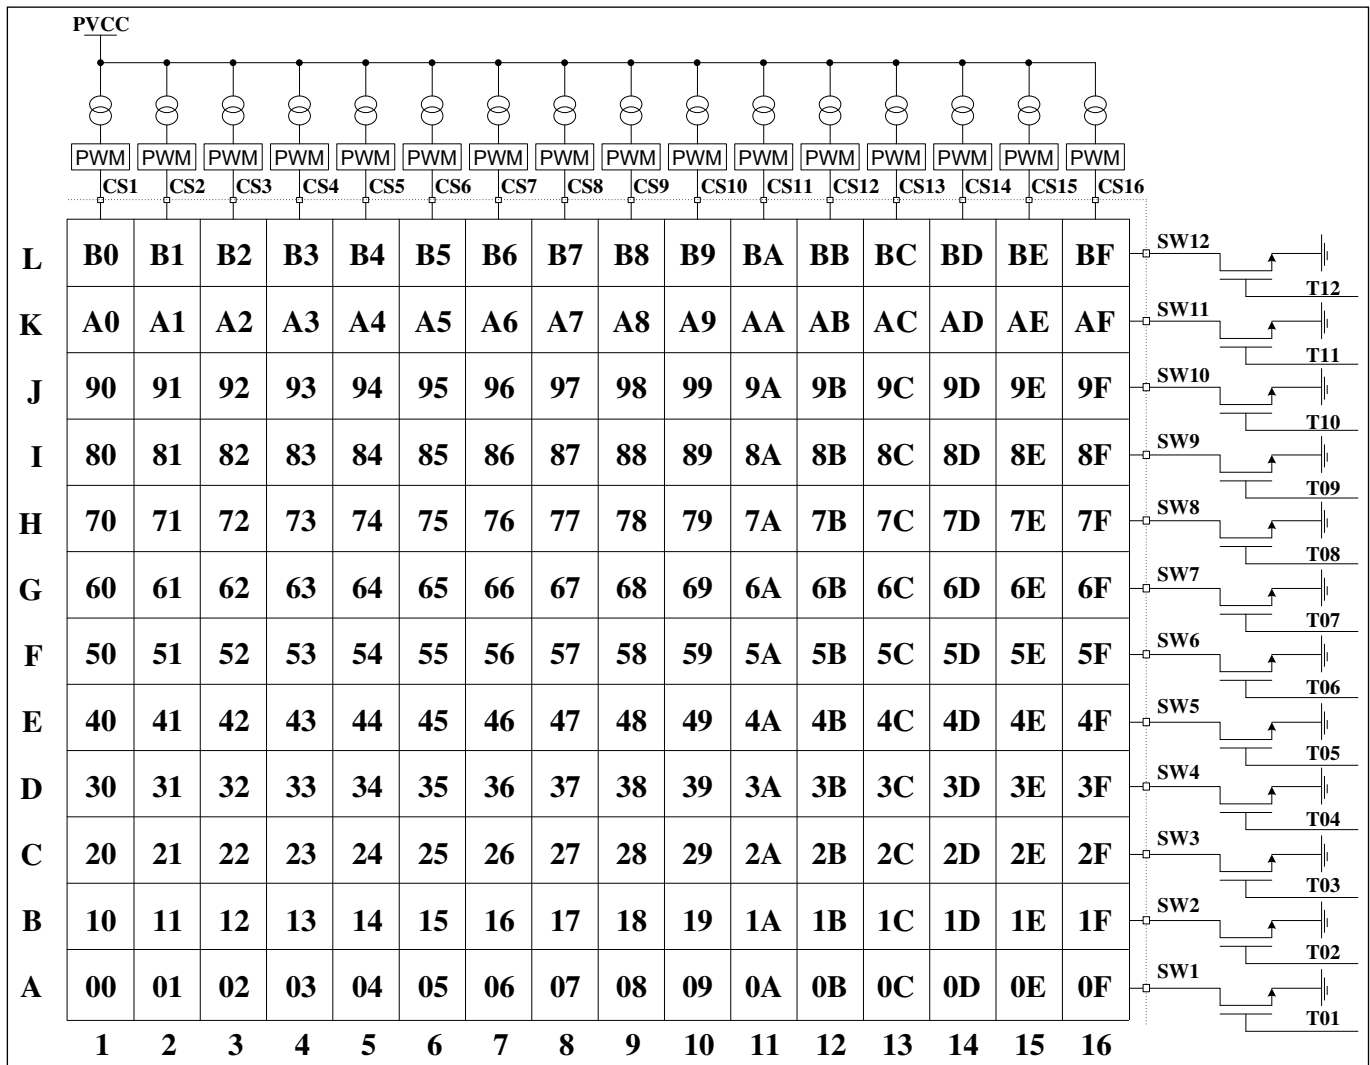 PVCC
PWM PWM PWM PWM PWM PWM PWM PWM PWM PWM PWM PWM PWM PWM PWM PWM
CS1 CS2 CS3 CS4 CS5 CS6 CS7 CS8 CS9 CS10 CS11 CS12 CS13 CS14 CS15 CS16
L B0 B1 B2 B3 B4 B5 B6 B7 B8 B9 BA BB BC BD BE BF SW12
T12
K A0 A1 A2 A3 A4 A5 A6 A7 A8 A9 AA AB AC AD AE AF SW11
T11
J 90 91 92 93 94 95 96 97 98 99 9A 9B 9C 9D 9E 9F SW10
T10
I 80 81 82 83 84 85 86 87 88 89 8A 8B 8C 8D 8E 8F SW9
T09
H 70 71 72 73 74 75 76 77 78 79 7A 7B 7C 7D 7E 7F SW8
T08
G 60 61 62 63 64 65 66 67 68 69 6A 6B 6C 6D 6E 6F SW7
T07
F 50 51 52 53 54 55 56 57 58 59 5A 5B 5C 5D 5E 5F SW6
T06
E 40 41 42 43 44 45 46 47 48 49 4A 4B 4C 4D 4E 4F SW5
T05
D 30 31 32 33 34 35 36 37 38 39 3A 3B 3C 3D 3E 3F SW4
T04
C 20 21 22 23 24 25 26 27 28 29 2A 2B 2C 2D 2E 2F SW3
T03
B 10 11 12 13 14 15 16 17 18 19 1A 1B 1C 1D 1E 1F SW2
T02
A 00 01 02 03 04 05 06 07 08 09 0A 0B 0C 0D 0E 0F SW1
T01
1 2 3 4 5 6 7 8 9 10 11 12 13 14 15 16